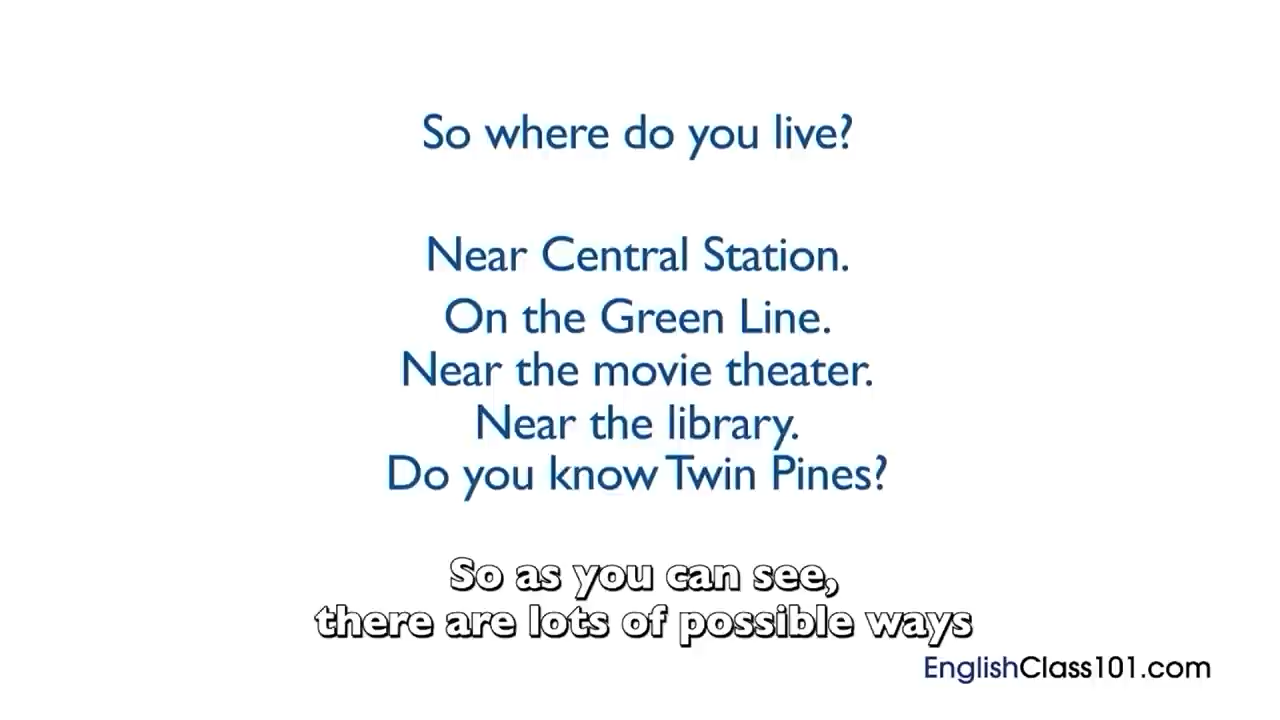 So where do you live?
Near Central Station.
On the Green Line.
Near the movie theater.
Near the library.
Do you know Twin Pines?
So as you can see,
there are lots of possible ways
EnglishClass101.com